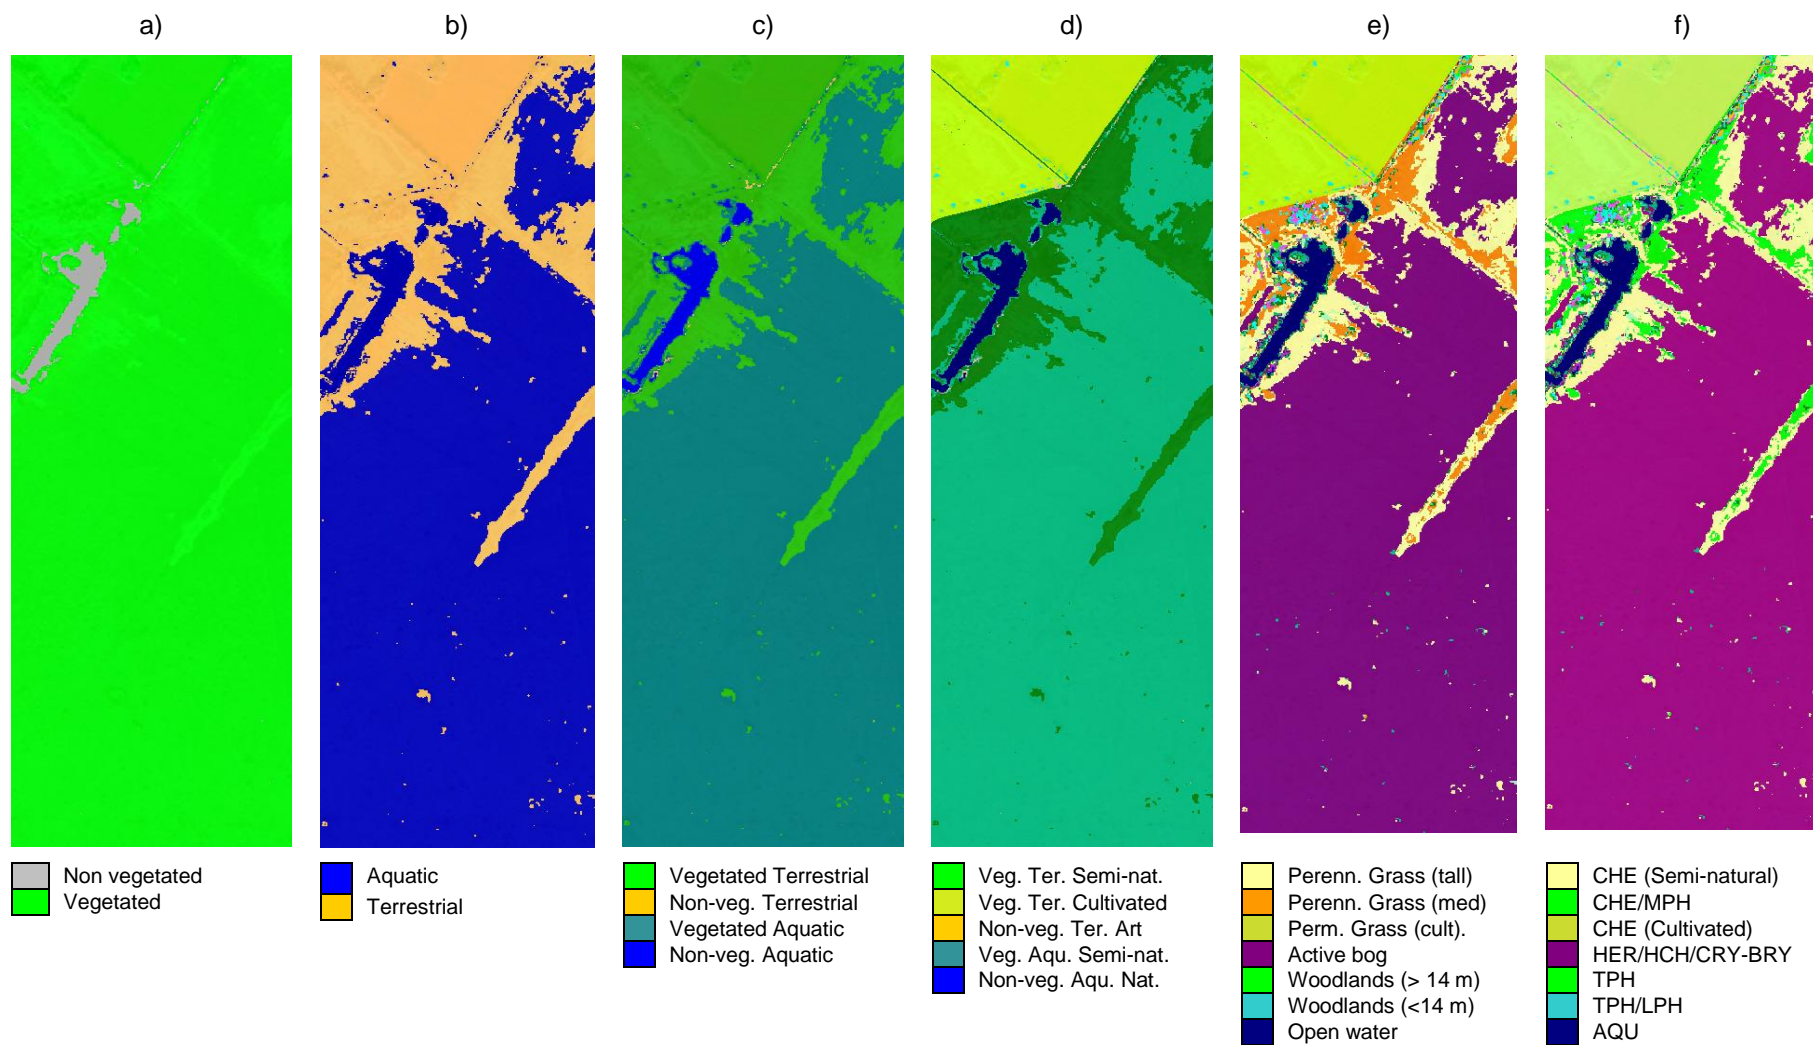 a)
b)
c)
d)
e)
f)
Non vegetated
Vegetated
Aquatic
Terrestrial
Vegetated Terrestrial
Non-veg. Terrestrial
Vegetated Aquatic
Non-veg. Aquatic
Veg. Ter. Semi-nat.
Veg. Ter. Cultivated
Non-veg. Ter. Art
Veg. Aqu. Semi-nat.
Non-veg. Aqu. Nat.
Perenn. Grass (tall)
Perenn. Grass (med)
Perm. Grass (cult).
Active bog
Woodlands (> 14 m)
Woodlands (<14 m)
Open water
CHE (Semi-natural)
CHE/MPH
CHE (Cultivated)
HER/HCH/CRY-BRY
TPH
TPH/LPH
AQU